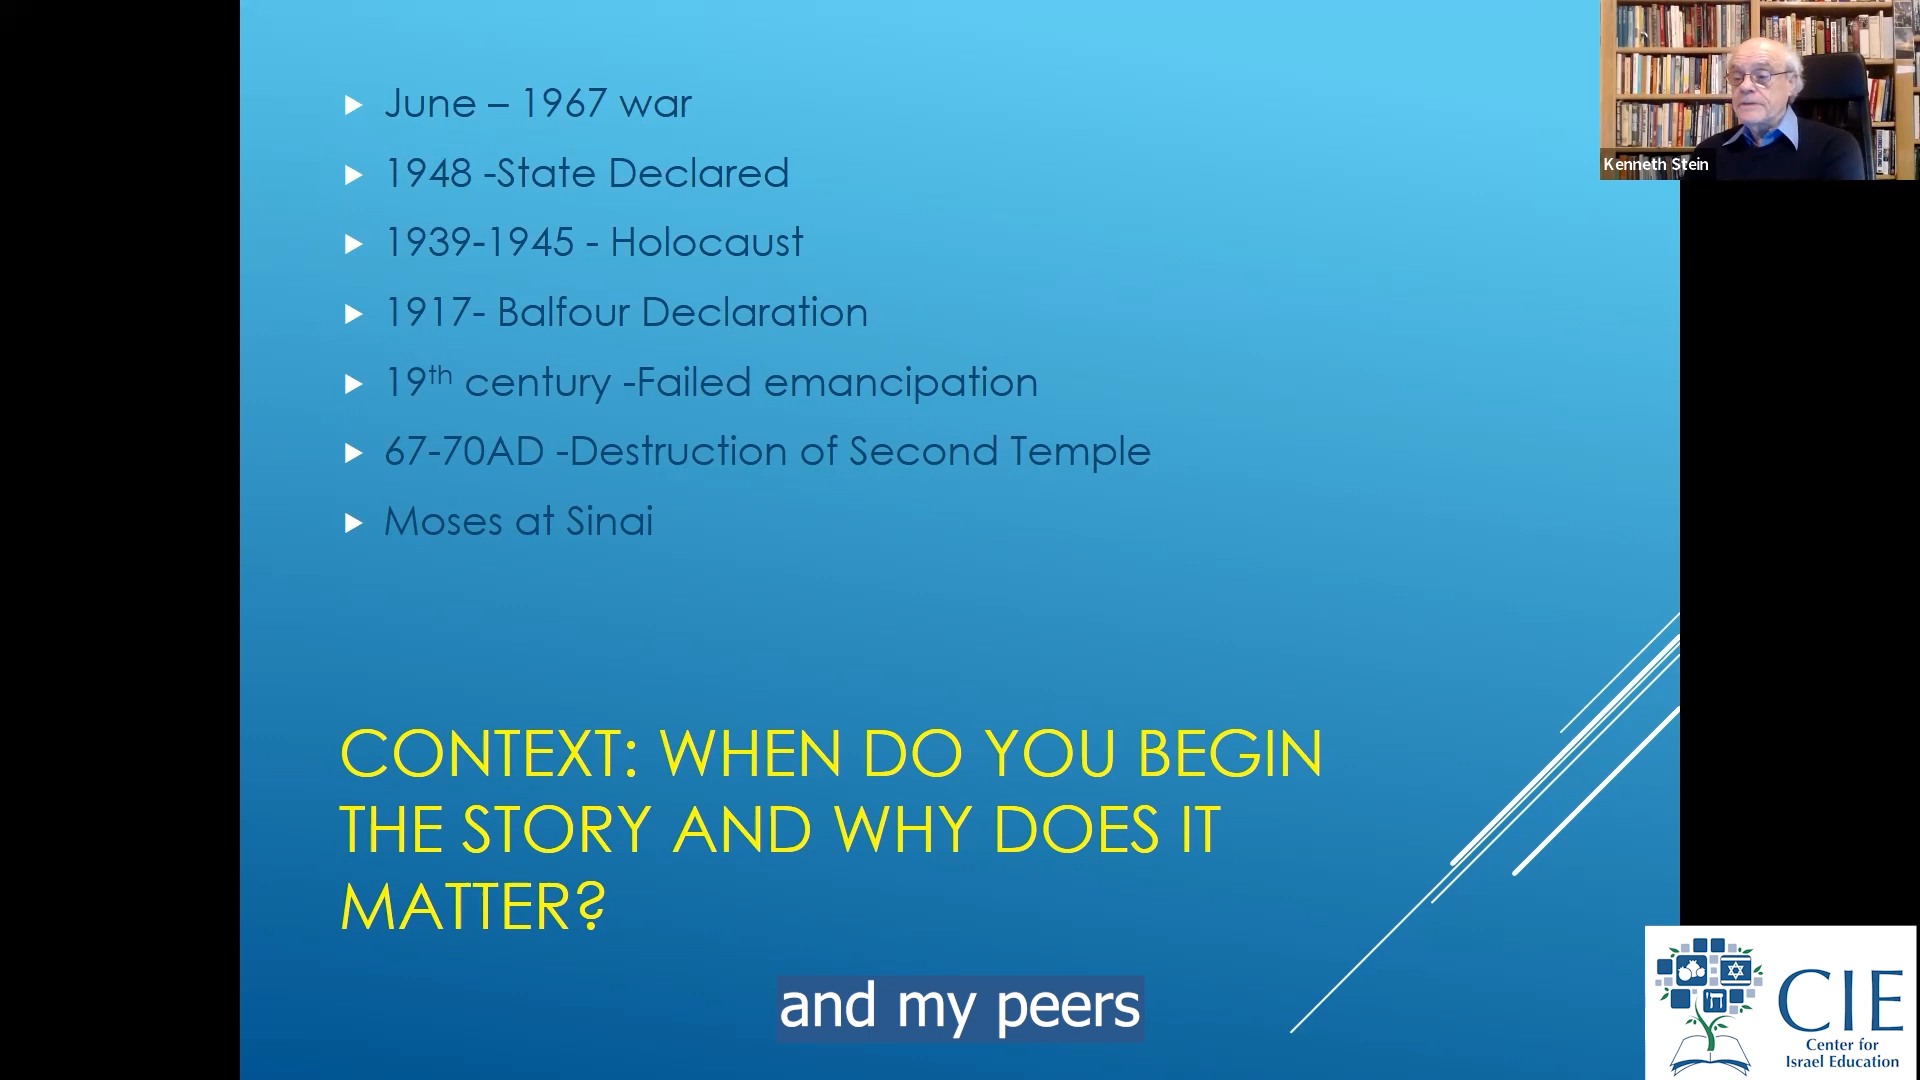 June – 1967 war
1948 -State Declared
1939-1945 - Holocaust
1917- Balfour Declaration
19th century -Failed emancipation
67-70AD -Destruction of Second Temple
Moses at Sinai
CONTEXT: WHEN DO YOU BEGIN
THE STORY AND WHY DOES IT
MATTER?
and my peers
Kenneth Stein
CIE
Center for
Israel Education